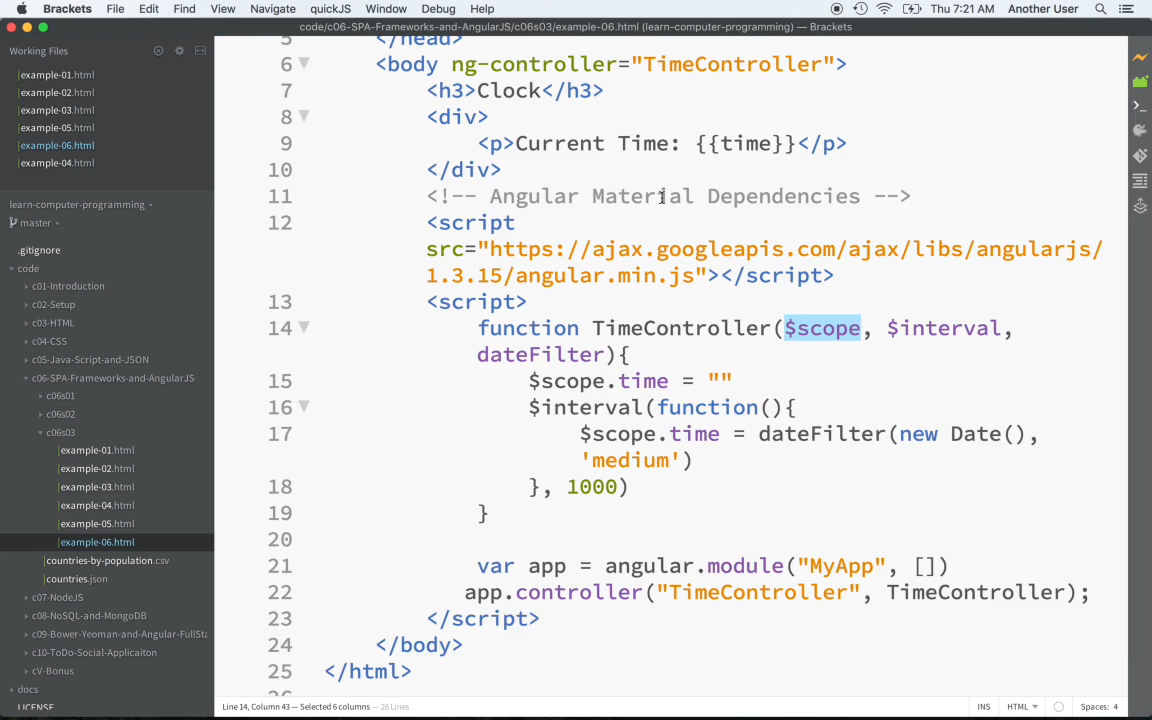 Brackets File Edit Find View Navigate quickJS Window Debug Help Thu 7:21 AM Another User
code/c06-SPA-Frameworks-and-AngularJS/c06s03/example-06.html (learn-computer-programming) — Brackets
Working Files
example-01.html
example-02.html
example-03.html
example-05.html
example-06.html
example-04.html
learn-computer-programming
master
.gitignore
code
c01-Introduction
c02-Setup
c03-HTML
c04-CSS
c05-Java-Script-and-JSON
c06-SPA-Frameworks-and-AngularJS
c06s01
c06s02
c06s03
example-01.html
example-02.html
example-03.html
example-04.html
example-05.html
example-06.html
countries-by-population.csv
countries.json
c07-NodeJS
c08-NoSQL-and-MongoDB
c09-Bower-Yeoman-and-Angular-FullSta
c10-ToDo-Social-Applicaiton
cV-Bonus
docs
LICENSE
5 </head>
6 <body ng-controller="TimeController">
7 <h3>Clock</h3>
8 <div>
9 <p>Current Time: {{time}}</p>
10 </div>
11 <!-- Angular Material Dependencies -->
12 <script
src="https://ajax.googleapis.com/ajax/libs/angularjs/
1.3.15/angular.min.js"></script>
13 <script>
14 function TimeController($scope, $interval,
dateFilter){
15 $scope.time = ""
16 $interval(function(){
17 $scope.time = dateFilter(new Date(),
'medium')
18 }, 1000)
19 }
20
21 var app = angular.module("MyApp", [])
22 app.controller("TimeController", TimeController);
23 </script>
24 </body>
25 </html>
26
Line 14, Column 43 — Selected 6 columns — 26 Lines
INS HTML Spaces: 4